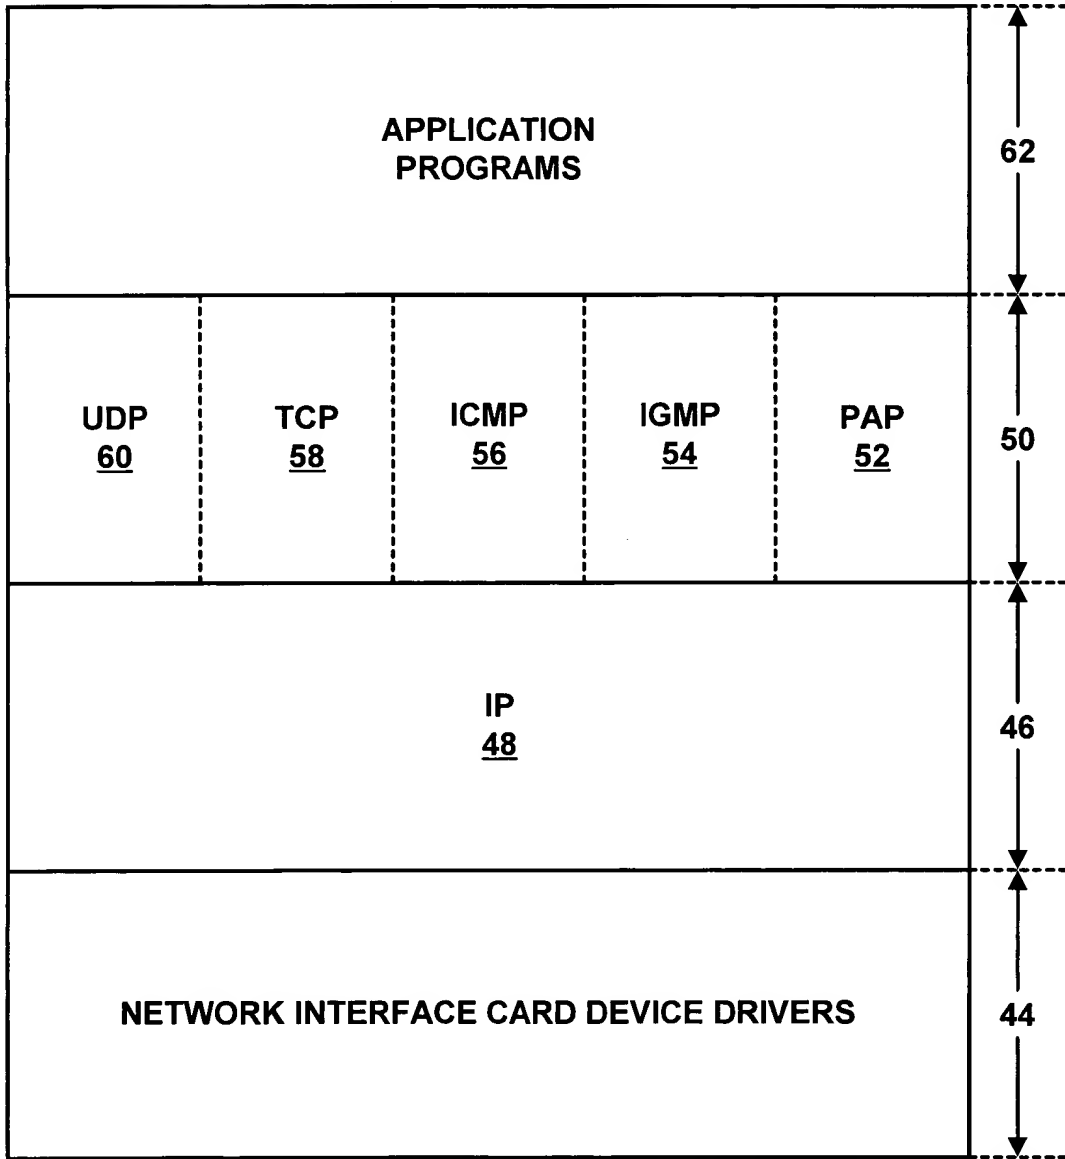 APPLICATION
PROGRAMS
62
UDP
60
TCP
58
ICMP
56
IGMP
54
PAP
52
50
IP
48
46
NETWORK INTERFACE CARD DEVICE DRIVERS
44